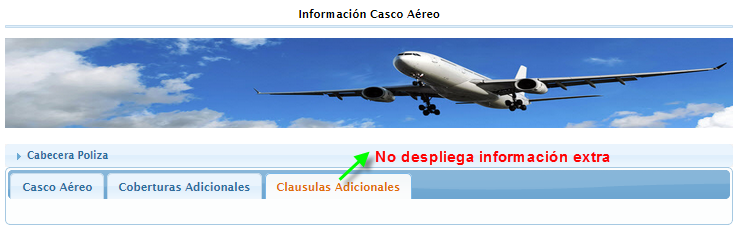 Información Casco Aéreo
Cabecera Poliza
No despliega información extra
Casco Aéreo Coberturas Adicionales Clausulas Adicionales